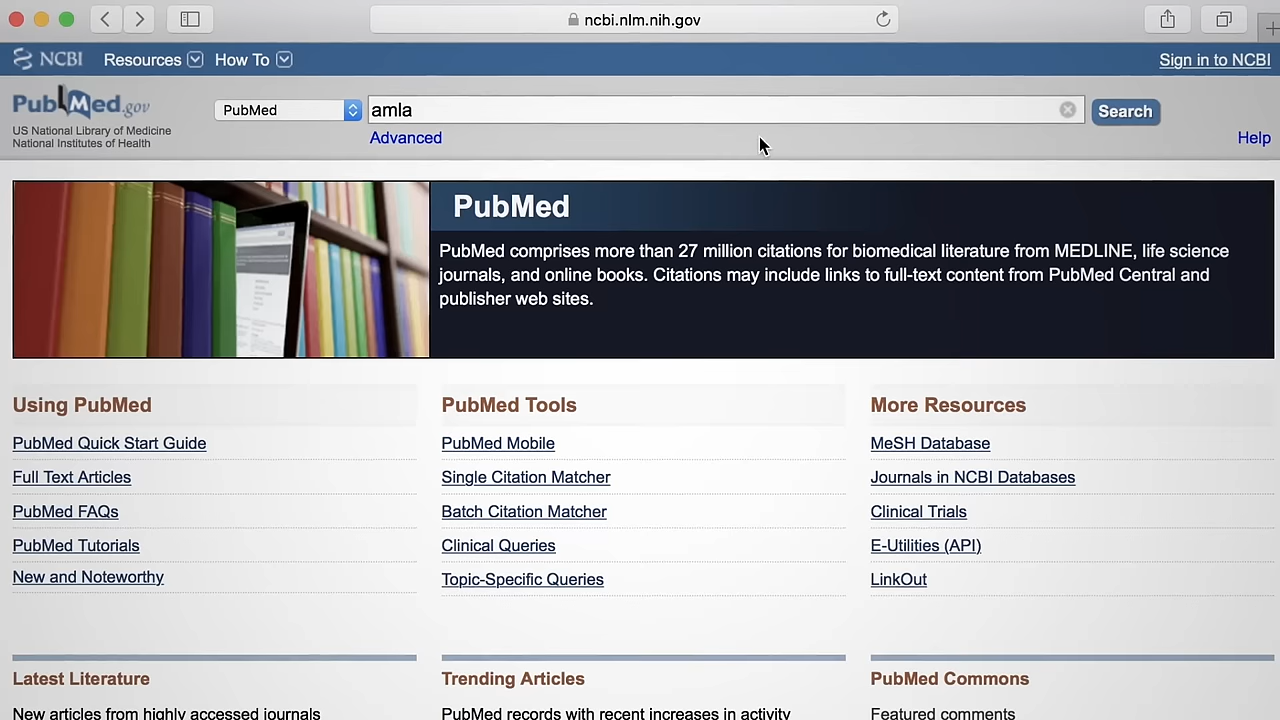 ncbi.nlm.nih.gov
NCBI Resources How To Sign in to NCBI
PubMed.gov
US National Library of Medicine
National Institutes of Health
PubMed amla Search
Advanced Help
PubMed
PubMed comprises more than 27 million citations for biomedical literature from MEDLINE, life science
journals, and online books. Citations may include links to full-text content from PubMed Central and
publisher web sites.
Using PubMed
PubMed Quick Start Guide
Full Text Articles
PubMed FAQs
PubMed Tutorials
New and Noteworthy
PubMed Tools
PubMed Mobile
Single Citation Matcher
Batch Citation Matcher
Clinical Queries
Topic-Specific Queries
More Resources
MeSH Database
Journals in NCBI Databases
Clinical Trials
E-Utilities (API)
LinkOut
Latest Literature
New articles from highly accessed journals
Trending Articles
PubMed records with recent increases in activity
PubMed Commons
Featured comments